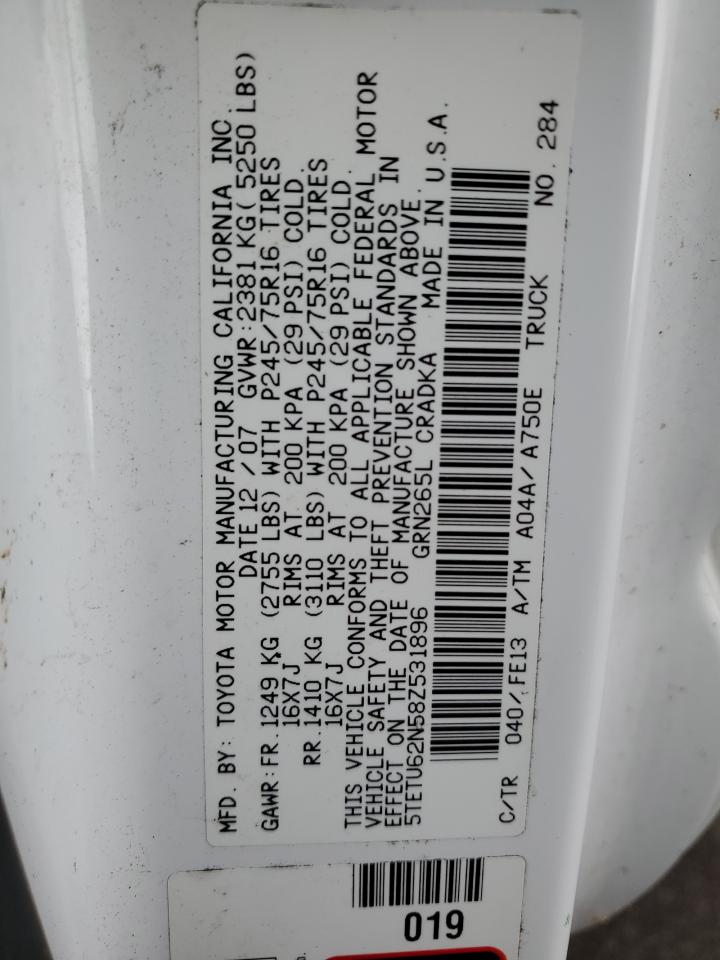 MFD. BY: TOYOTA MOTOR MANUFACTURING CALIFORNIA INC.
DATE 12 / 07 GVWR:2381 KG( 5250 LBS)
GAWR:FR. 1249 KG (2755 LBS) WITH P245/75R16 TIRES
16X7J RIMS AT 200 KPA (29 PSI) COLD.
RR. 1410 KG (3110 LBS) WITH P245/75R16 TIRES
16X7J RIMS AT 200 KPA (29 PSI) COLD.
THIS VEHICLE CONFORMS TO ALL APPLICABLE FEDERAL MOTOR
VEHICLE SAFETY AND THEFT PREVENTION STANDARDS IN
EFFECT ON THE DATE OF MANUFACTURE SHOWN ABOVE.
5TETU62N58Z531896 GRN265L CRADKA MADE IN U.S.A.
C/TR 040/ FE13 A/TM A04A/ A750E TRUCK NO. 284
019